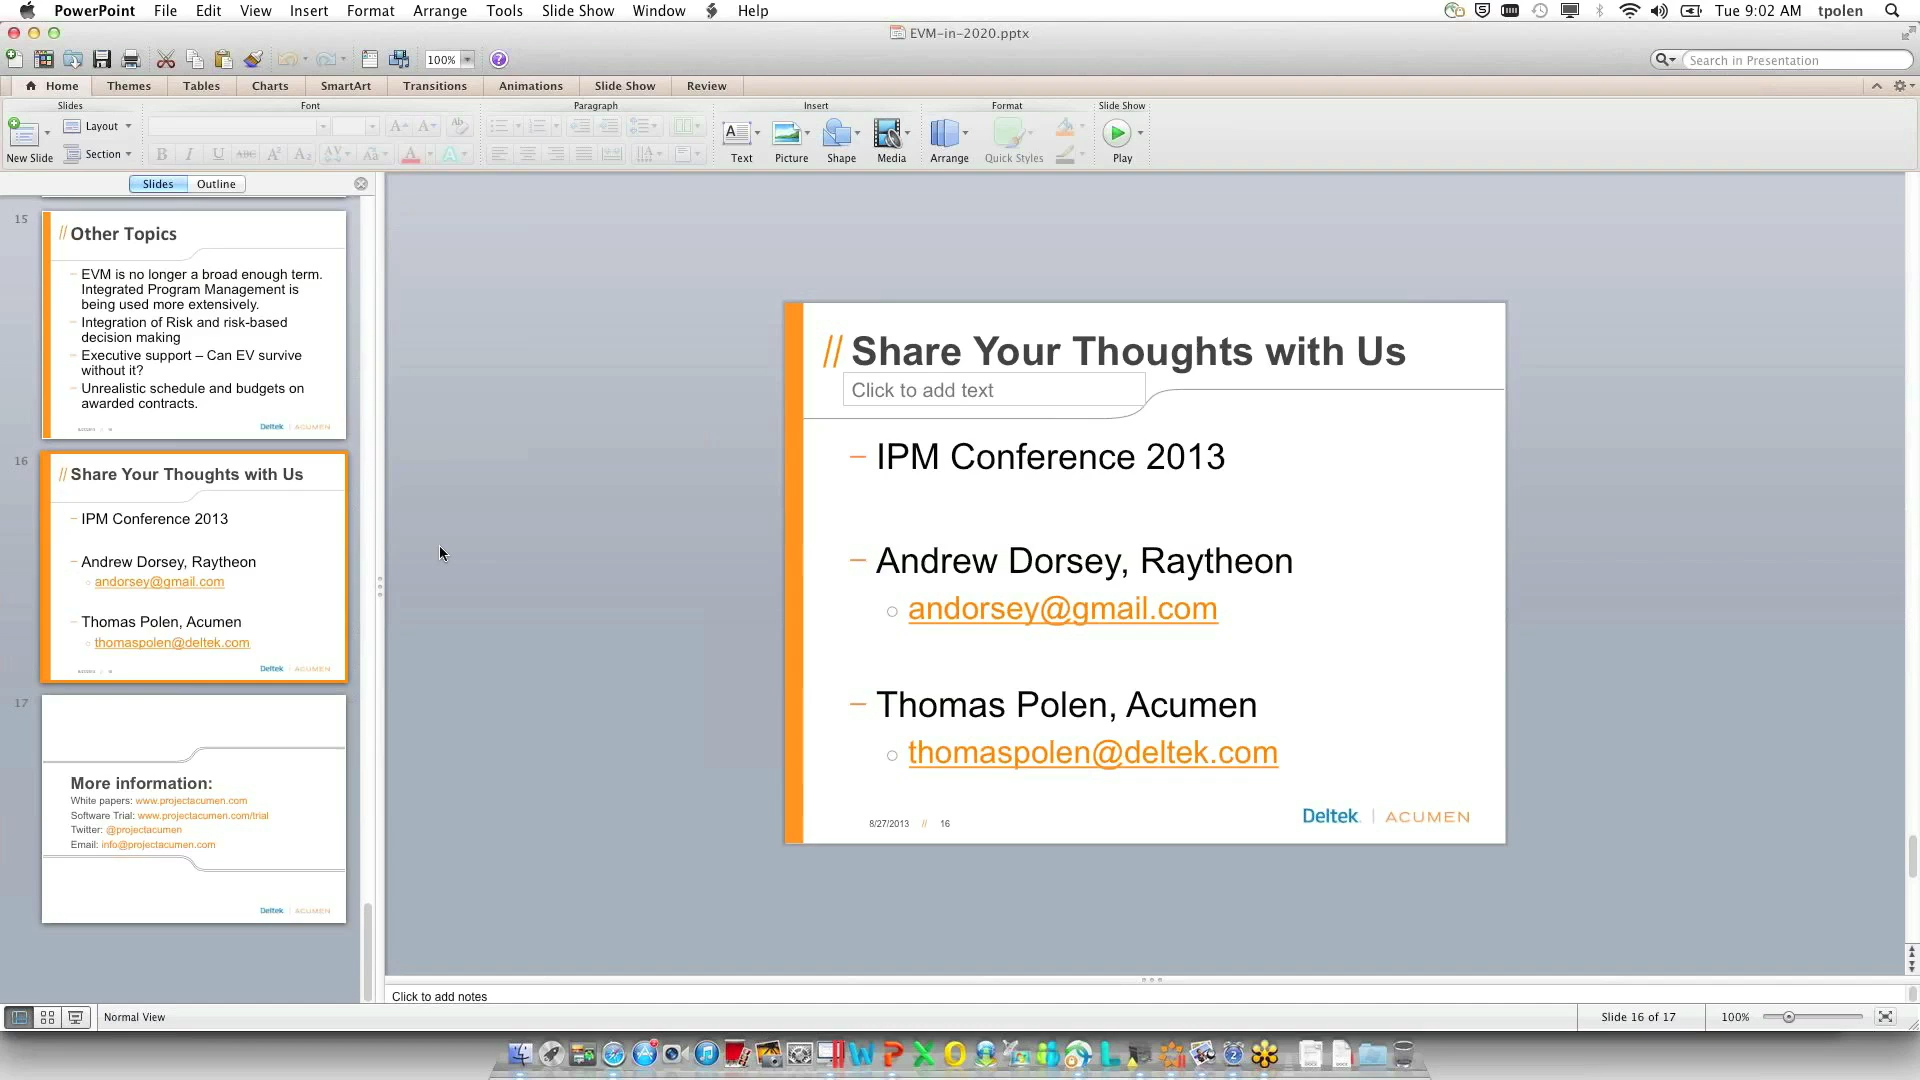 PowerPoint File Edit View Insert Format Arrange Tools Slide Show Window Help Tue 9:02 AM tpolen
EVM-in-2020.pptx
100% Search in Presentation
Home Themes Tables Charts SmartArt Transitions Animations Slide Show Review
Slides Font Paragraph Insert Format Slide Show
New Slide Layout Section
Text Picture Shape Media Arrange Quick Styles Play
Slides Outline
15
// Other Topics
EVM is no longer a broad enough term.
Integrated Program Management is
being used more extensively.
Integration of Risk and risk-based
decision making
Executive support – Can EV survive
without it?
Unrealistic schedule and budgets on
awarded contracts.
Deltek | ACUMEN
16
// Share Your Thoughts with Us
IPM Conference 2013
Andrew Dorsey, Raytheon
andorsey@gmail.com
Thomas Polen, Acumen
thomaspolen@deltek.com
Deltek | ACUMEN
17
More information:
White papers: www.projectacumen.com
Software Trial: www.projectacumen.com/trial
Twitter: @projectacumen
Email: info@projectacumen.com
Deltek | ACUMEN
// Share Your Thoughts with Us
Click to add text
– IPM Conference 2013
– Andrew Dorsey, Raytheon
andorsey@gmail.com
– Thomas Polen, Acumen
thomaspolen@deltek.com
8/27/2013 // 16
Deltek | ACUMEN
Click to add notes
Normal View Slide 16 of 17 100%